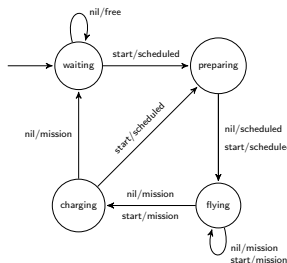 nil/free
start/scheduled
waiting
preparing
start/scheduled
nil/mission
nil/scheduled
start/schedule
nil/mission
charging
start/mission
flying
nil/mission
start/mission